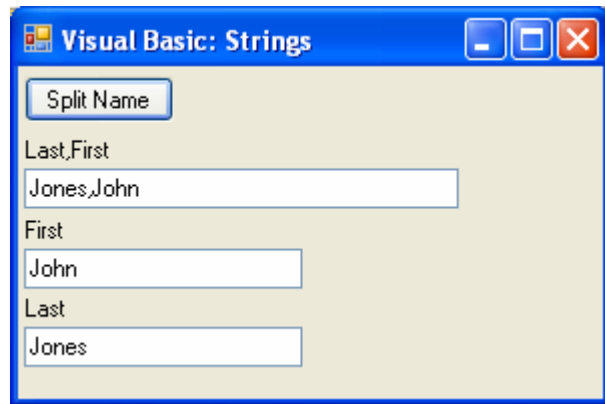 Visual Basic: Strings
Split Name
Last,First
Jones,John
First
John
Last
Jones